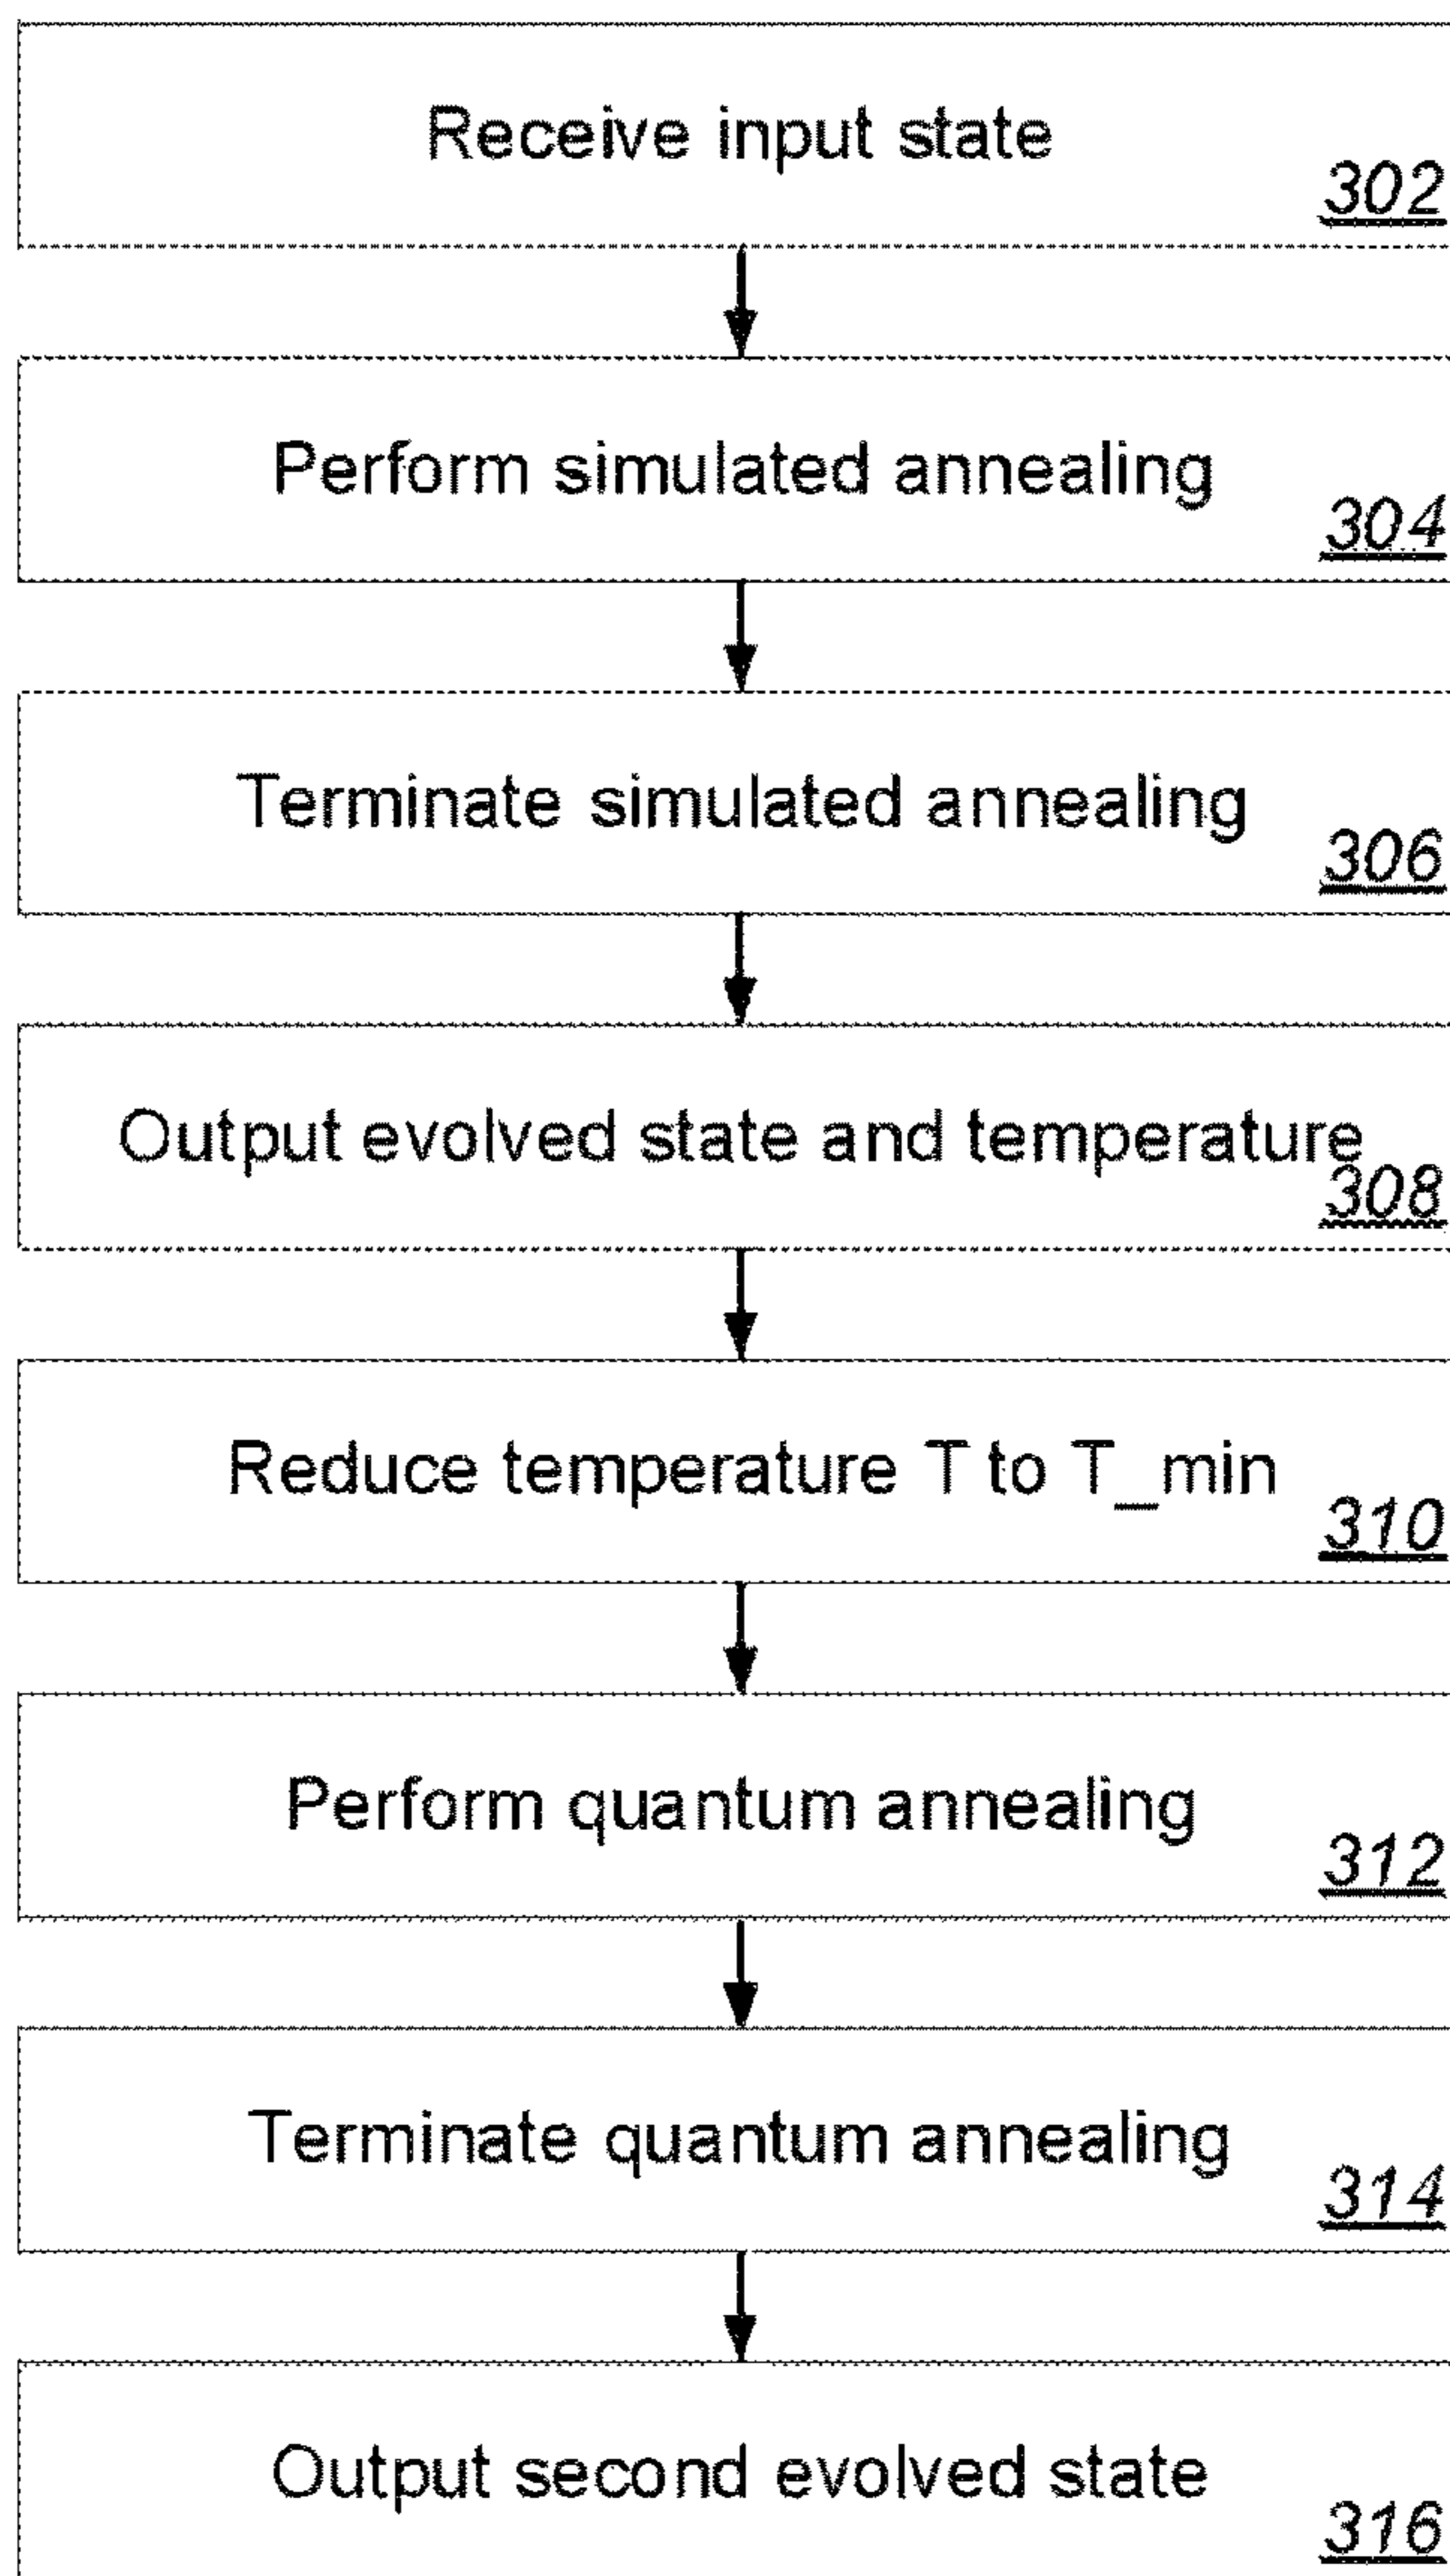 Receive input state
302
Perform simulated annealing
304
Terminate simulated annealing
306
Output evolved state and temperature
308
Reduce temperature T to T_min
310
Perform quantum annealing
312
Terminate quantum annealing
314
Output second evolved state
316